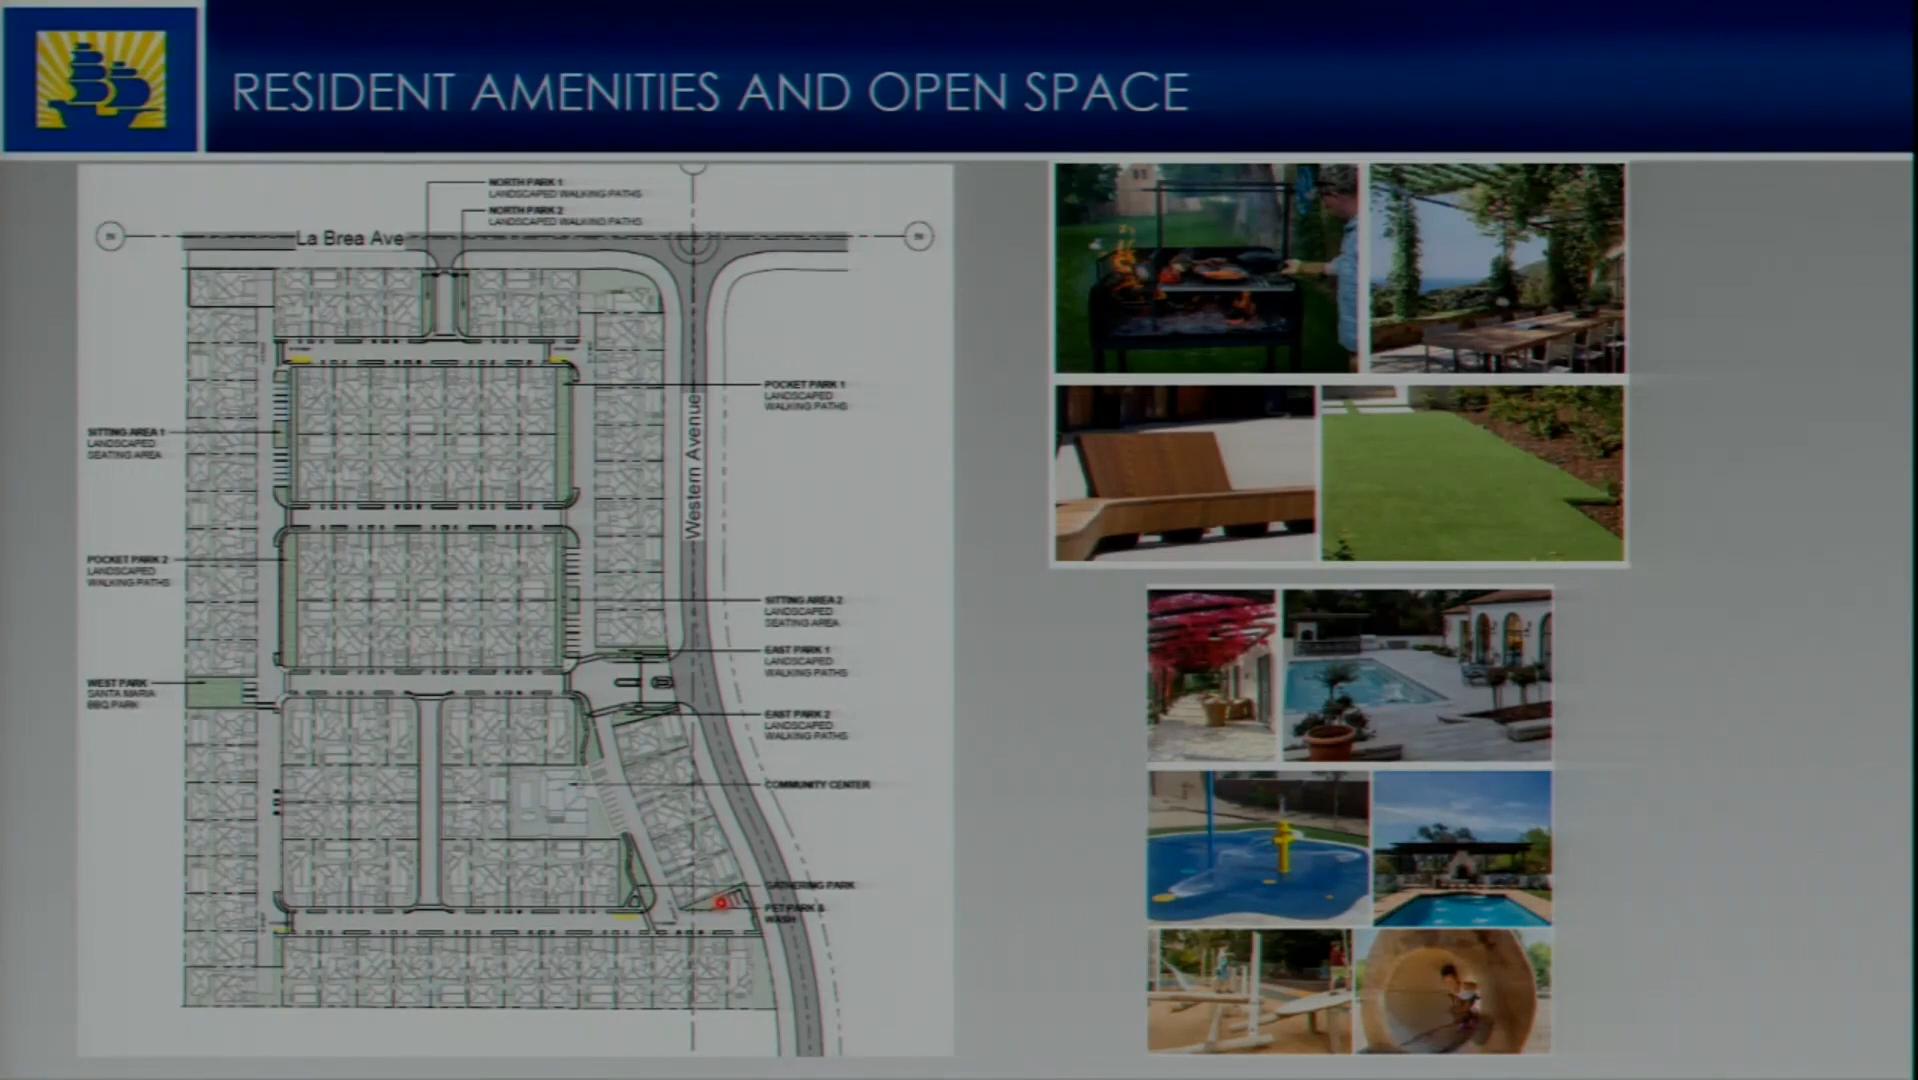 RESIDENT AMENITIES AND OPEN SPACE
NORTH PARK 1
LANDSCAPED WALKING PATHS
NORTH PARK 2
LANDSCAPED WALKING PATHS
La Brea Ave
POCKET PARK 1
LANDSCAPED
WALKING PATHS
SITTING AREA 1
LANDSCAPED
SEATING AREA
Western Avenue
POCKET PARK 2
LANDSCAPED
WALKING PATHS
SITTING AREA 2
LANDSCAPED
SEATING AREA
EAST PARK 1
LANDSCAPED
WALKING PATHS
WEST PARK
SANTA MARIA
BBQ PARK
EAST PARK 2
LANDSCAPED
WALKING PATHS
COMMUNITY CENTER
GATHERING PARK
PET PARK &
WASH